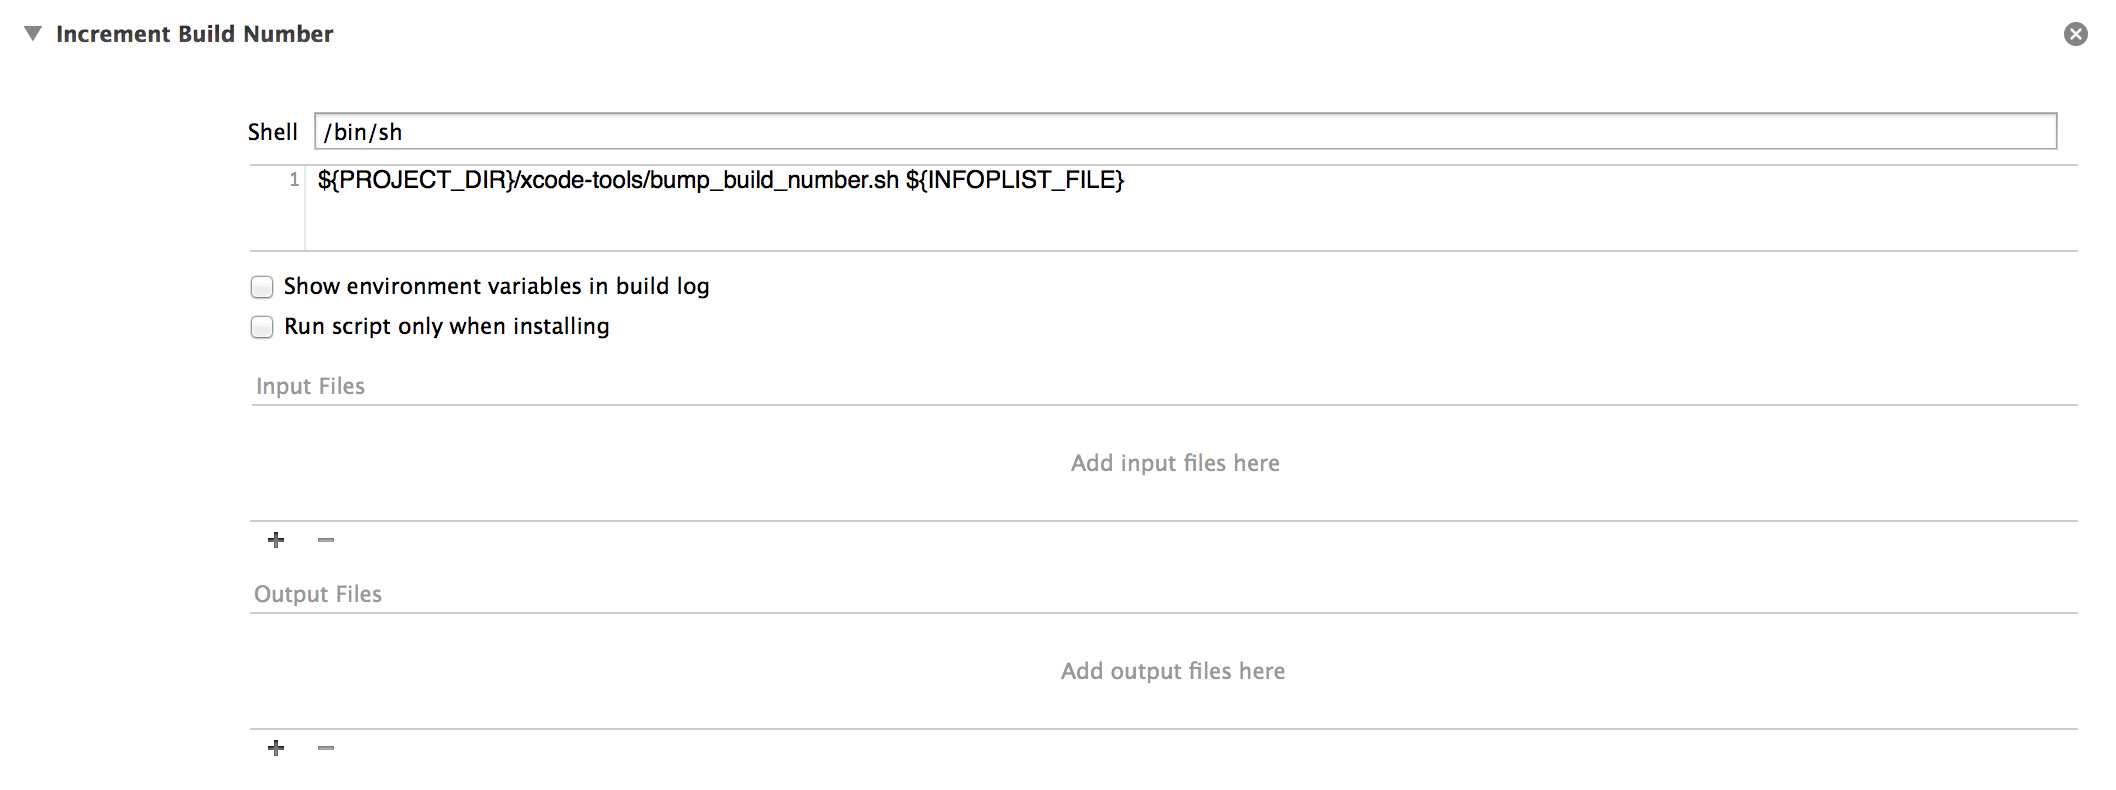 Increment Build Number
Shell /bin/sh
1 ${PROJECT_DIR}/xcode-tools/bump_build_number.sh ${INFOPLIST_FILE}
Show environment variables in build log
Run script only when installing
Input Files
Add input files here
+ −
Output Files
Add output files here
+ −